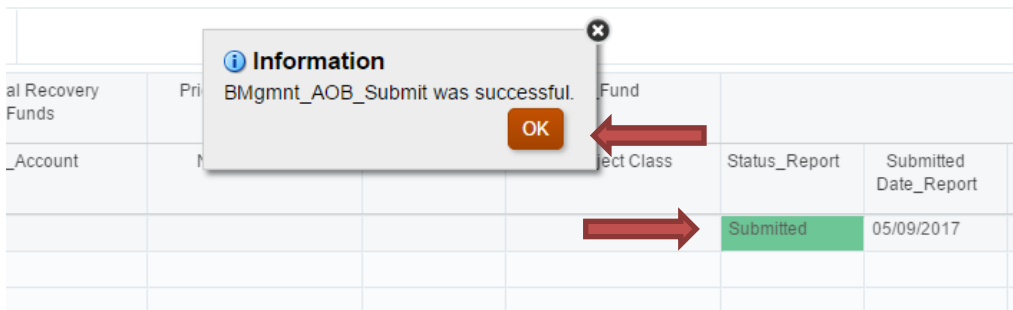 Information
BMgmnt_AOB_Submit was successful.
OK
al Recovery
Funds
Pri
_Fund
_Account
N
ject Class
Status_Report
Submitted
Date_Report
Submitted
05/09/2017